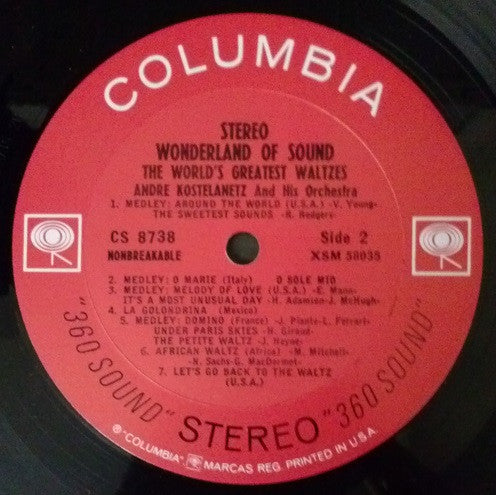 COLUMBIA
STEREO
WONDERLAND OF SOUND
THE WORLD'S GREATEST WALTZES
ANDRE KOSTELANETZ And His Orchestra
1. MEDLEY: AROUND THE WORLD (U.S.A.) -V. Young-
THE SWEETEST SOUNDS -R. Rodgers-
CS 8738 Side 2
NONBREAKABLE XSM 58035
2. MEDLEY: O MARIE (Italy) O SOLE MIO
3. MEDLEY: MELODY OF LOVE (U.S.A.) -E. Mann-
IT'S A MOST UNUSUAL DAY -H. Adamson-J. McHugh-
4. LA GOLONDRINA (Mexico)
5. MEDLEY: DOMINO (France) -J. Plante-L. Ferrari-
UNDER PARIS SKIES -H. Giraud-
THE PETITE WALTZ -J. Heyne-
6. AFRICAN WALTZ (Africa) -M. Mitchell-
-N. Sachs-G. MacDermot-
7. LET'S GO BACK TO THE WALTZ
(U.S.A.)
"360 SOUND" STEREO "360 SOUND"
® "COLUMBIA" MARCAS REG. PRINTED IN U.S.A.